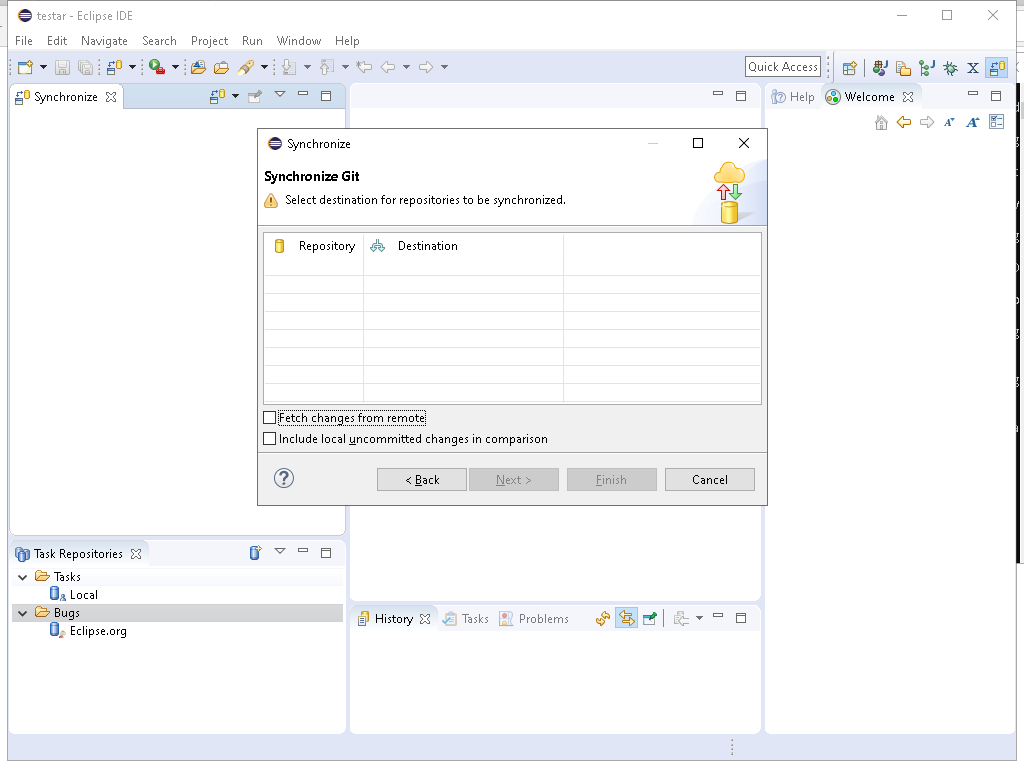 testar - Eclipse IDE
File Edit Navigate Search Project Run Window Help
Quick Access
Synchronize
Help Welcome
Synchronize
Synchronize Git
Select destination for repositories to be synchronized.
Repository Destination
Fetch changes from remote
Include local uncommitted changes in comparison
< Back Next > Finish Cancel
Task Repositories
Tasks
Local
Bugs
Eclipse.org
History Tasks Problems